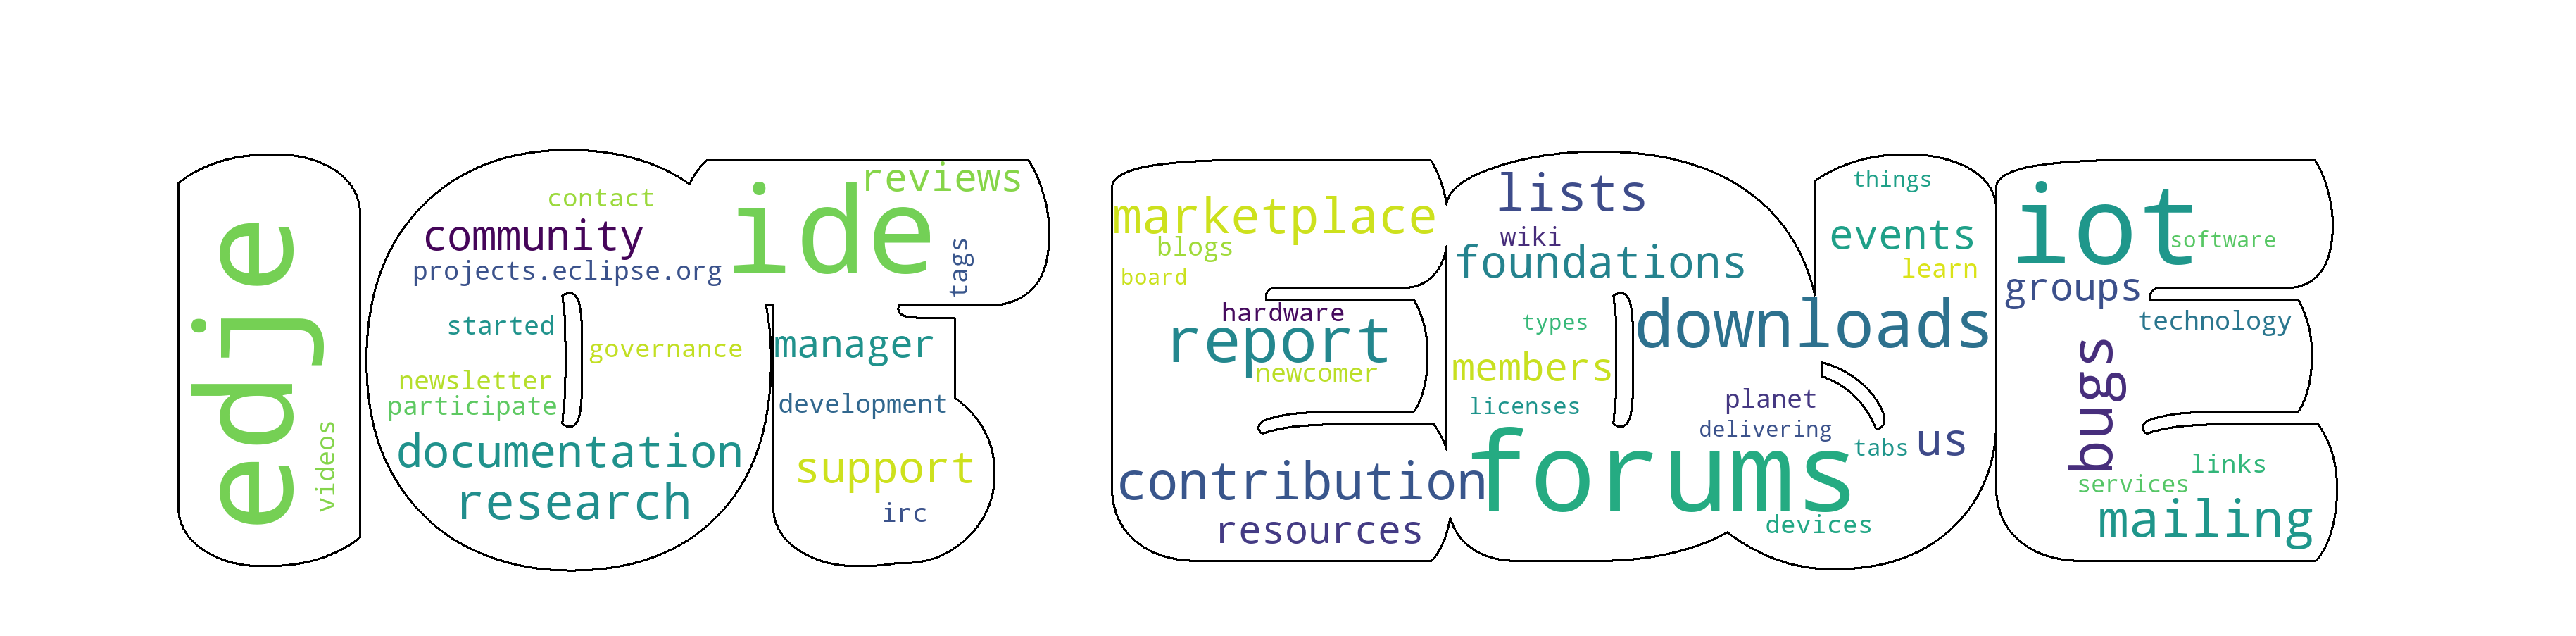 edje
videos
contact
community
projects.eclipse.org
started
governance
newsletter
participate
documentation
research
ide
reviews
tags
manager
development
support
irc
marketplace
blogs
board
hardware
report
newcomer
contribution
resources
lists
wiki
foundations
types
downloads
members
licenses
planet
delivering
forums
tabs
us
devices
things
events
learn
iot
software
groups
technology
bugs
links
services
mailing